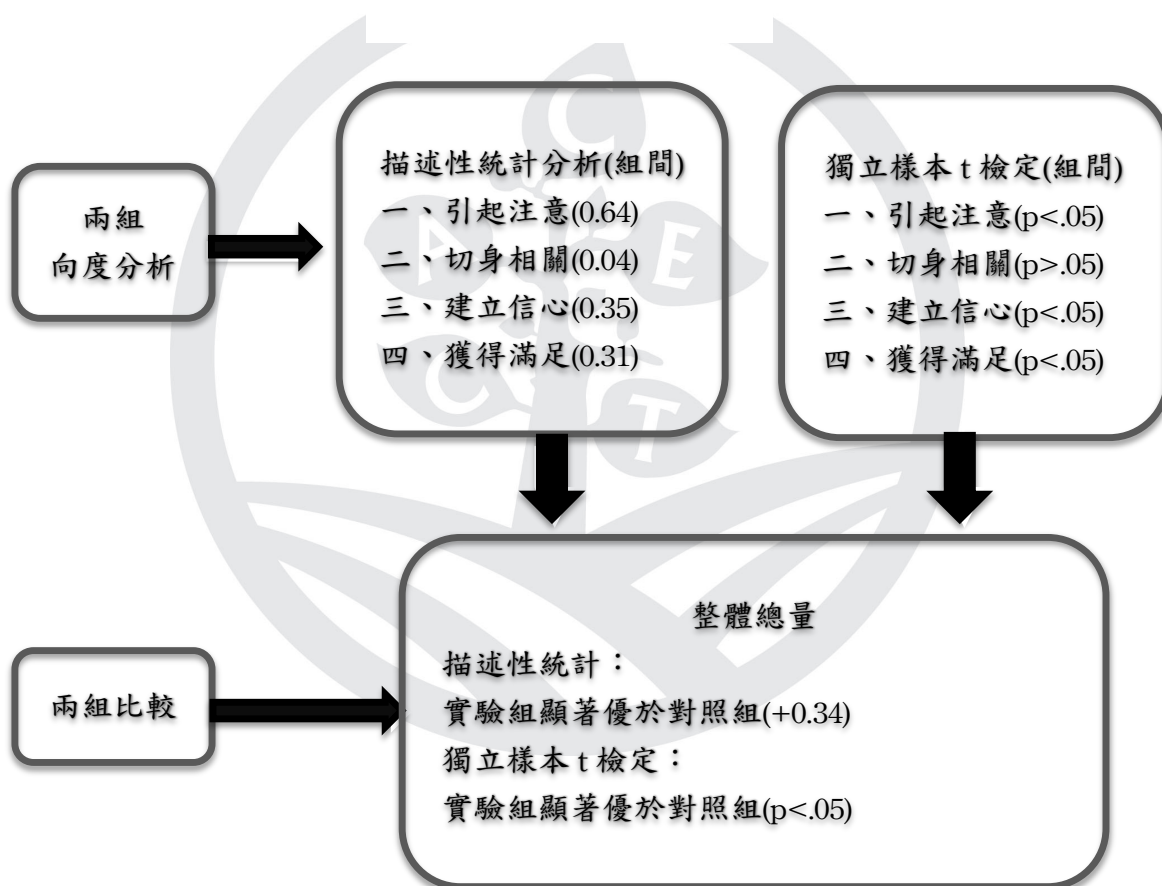 兩組
向度分析
描述性統計分析(組間)
一、引起注意(0.64)
二、切身相關(0.04)
三、建立信心(0.35)
四、獲得滿足(0.31)
獨立樣本 t 檢定(組間)
一、引起注意(p<.05)
二、切身相關(p>.05)
三、建立信心(p<.05)
四、獲得滿足(p<.05)
兩組比較
整體總量
描述性統計：
實驗組顯著優於對照組(+0.34)
獨立樣本 t 檢定：
實驗組顯著優於對照組(p<.05)
C
A
E
C
T